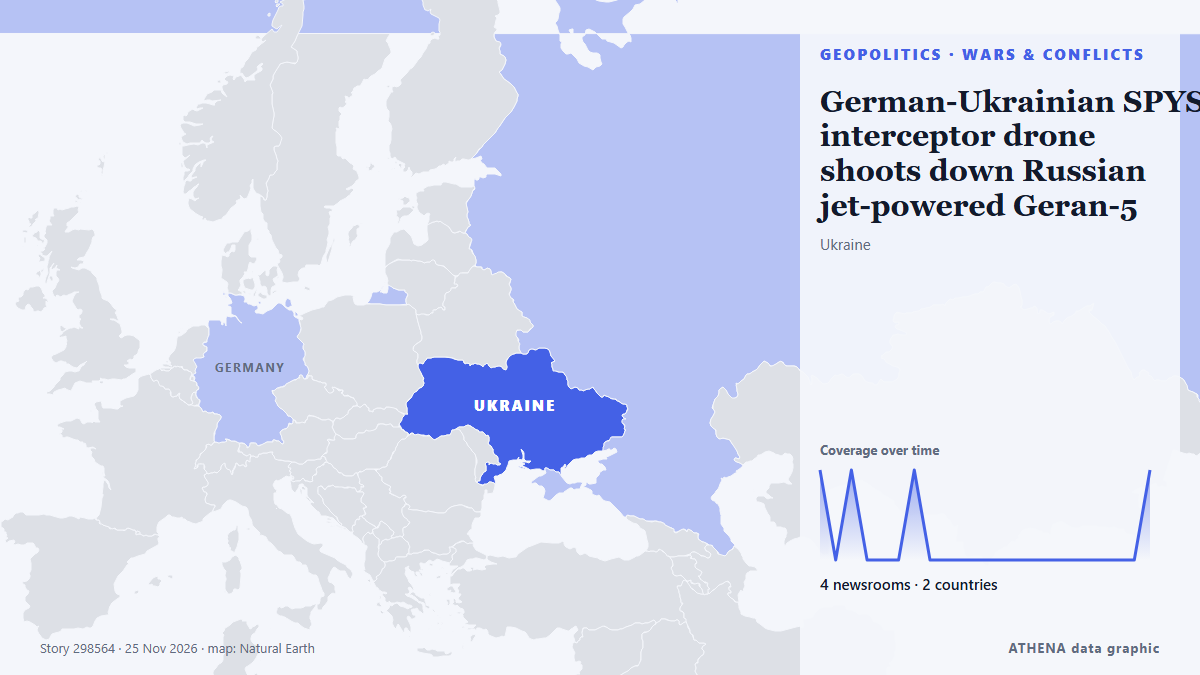 GEOPOLITICS · WARS & CONFLICTS
German-Ukrainian SPYS
interceptor drone
shoots down Russian
jet-powered Geran-5
Ukraine
GERMANY
UKRAINE
Coverage over time
4 newsrooms · 2 countries
Story 298564 · 25 Nov 2026 · map: Natural Earth
ATHENA data graphic